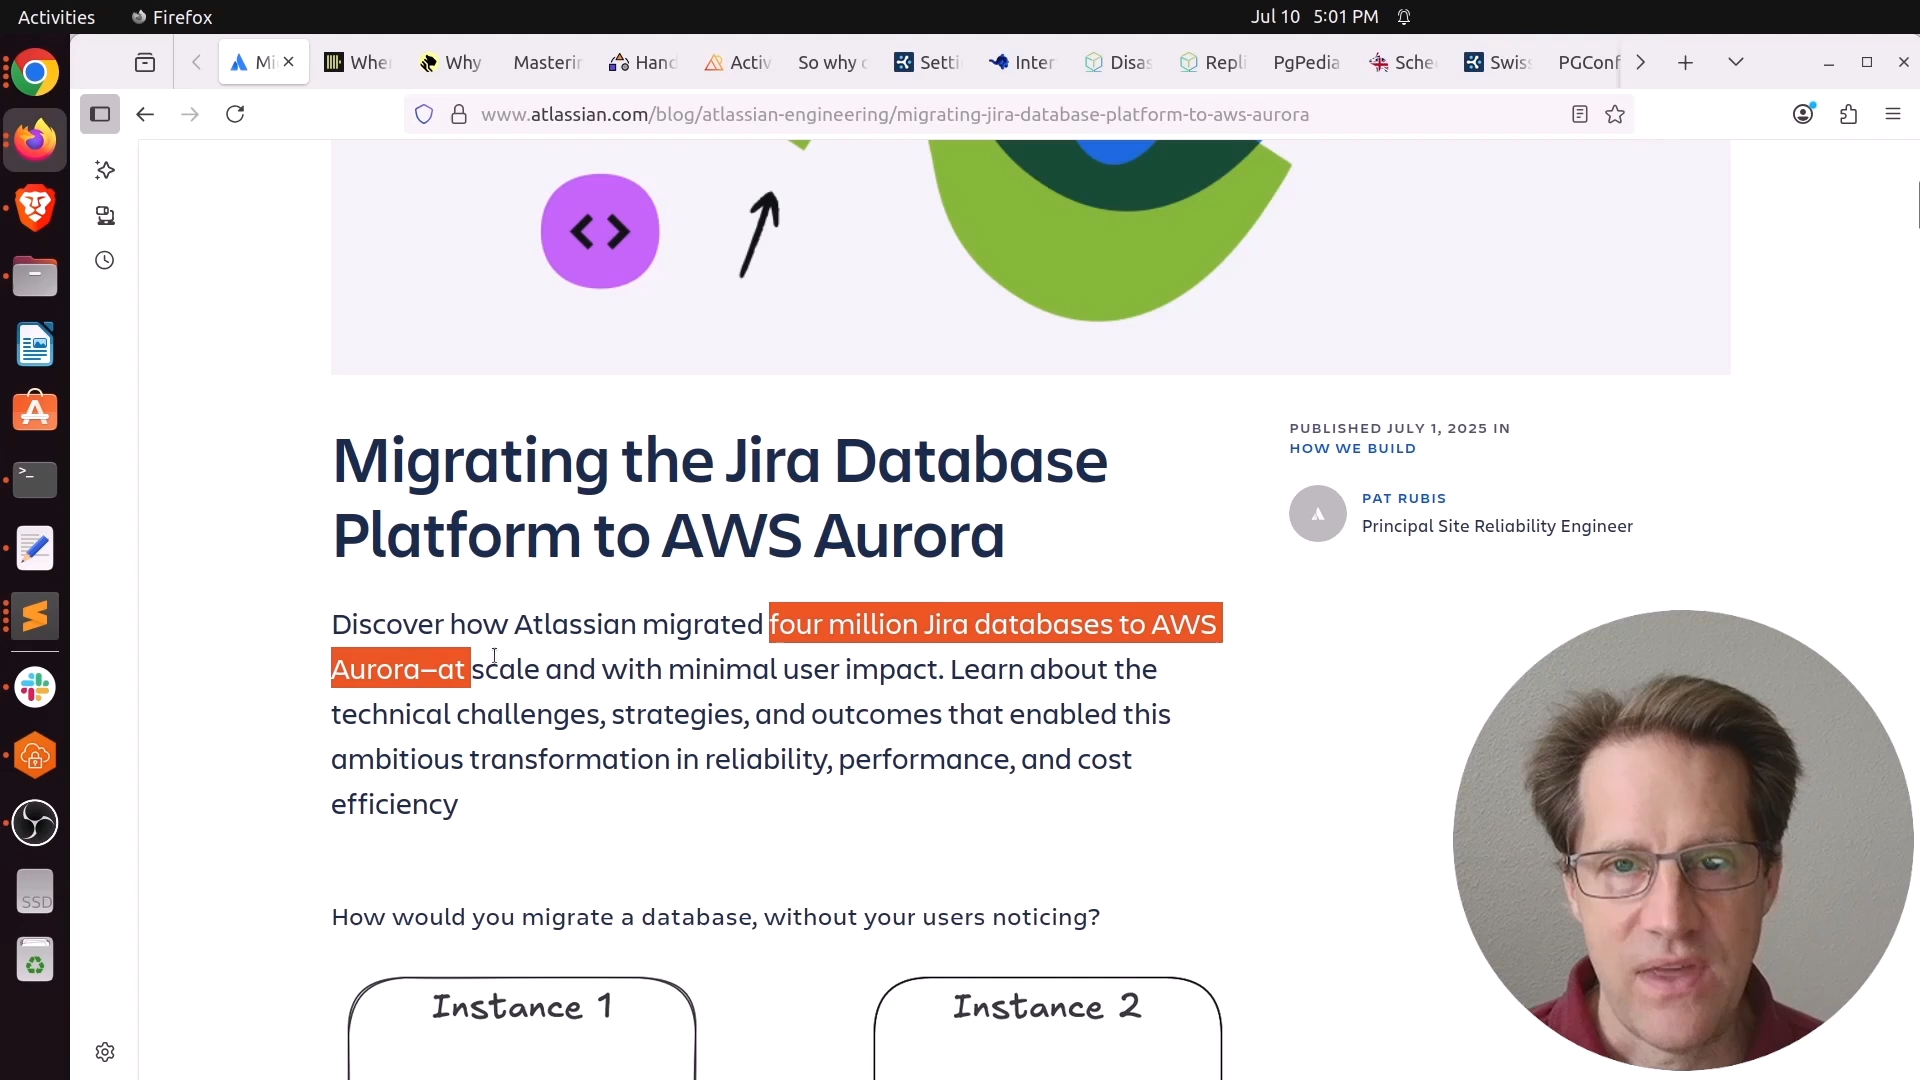 Activities Firefox Jul 10 5:01 PM
Mi Whe Why Masterin Hand Activ So why c Setti Inter Disas Repli PgPedia Sche Swiss PGConf
www.atlassian.com/blog/atlassian-engineering/migrating-jira-database-platform-to-aws-aurora
Migrating the Jira Database
Platform to AWS Aurora
PUBLISHED JULY 1, 2025 IN
HOW WE BUILD
PAT RUBIS
Principal Site Reliability Engineer
Discover how Atlassian migrated four million Jira databases to AWS
Aurora—at scale and with minimal user impact. Learn about the
technical challenges, strategies, and outcomes that enabled this
ambitious transformation in reliability, performance, and cost
efficiency
How would you migrate a database, without your users noticing?
Instance 1
Instance 2
SSD